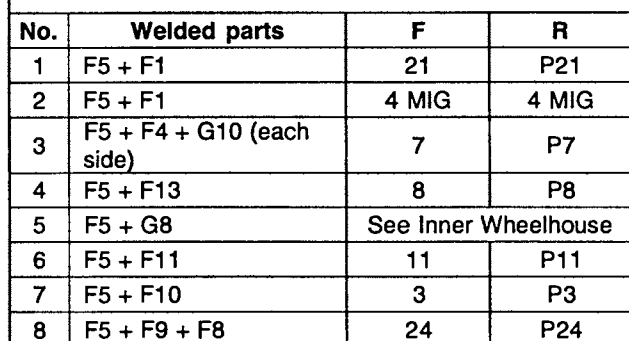 No. Welded parts F R
1 F5 + F1 21 P21
2 F5 + F1 4 MIG 4 MIG
3 F5 + F4 + G10 (each side) 7 P7
4 F5 + F13 8 P8
5 F5 + G8 See Inner Wheelhouse
6 F5 + F11 11 P11
7 F5 + F10 3 P3
8 F5 + F9 + F8 24 P24